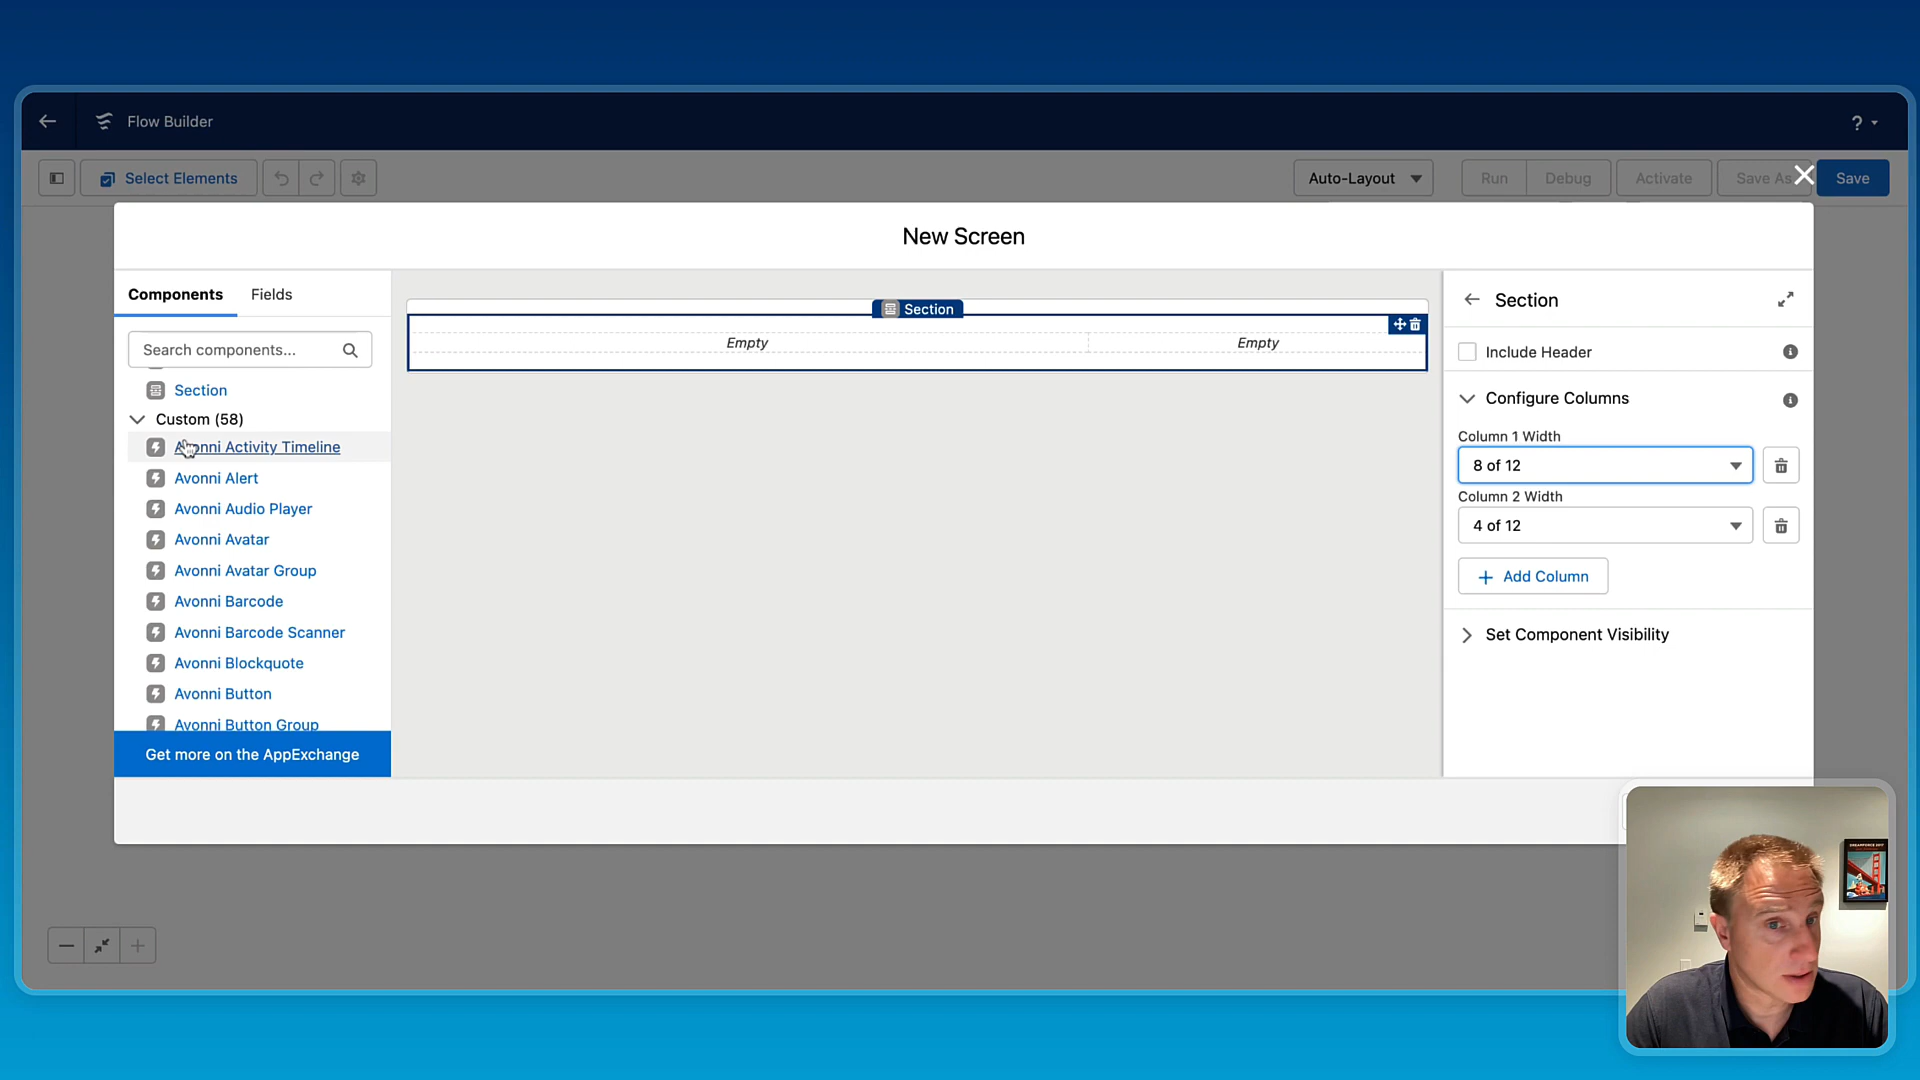 Flow Builder
?
Select Elements
Auto-Layout
Run
Debug
Activate
Save As
Save
New Screen
Components
Fields
Search components...
Section
Custom (58)
Avonni Activity Timeline
Avonni Alert
Avonni Audio Player
Avonni Avatar
Avonni Avatar Group
Avonni Barcode
Avonni Barcode Scanner
Avonni Blockquote
Avonni Button
Avonni Button Group
Get more on the AppExchange
Section
Empty
Empty
Section
Include Header
Configure Columns
Column 1 Width
8 of 12
Column 2 Width
4 of 12
Add Column
Set Component Visibility
DREAMFORCE 2017